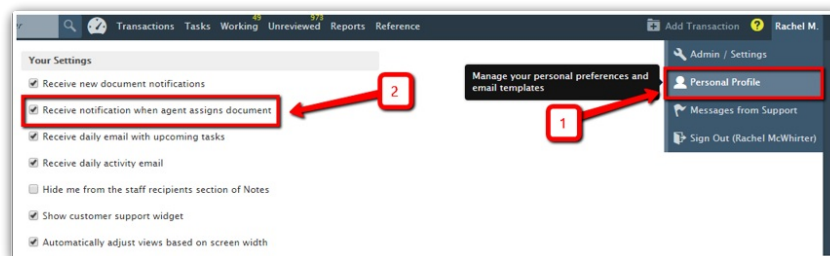 49 973
Transactions Tasks Working Unreviewed Reports Reference Add Transaction ? Rachel M.
Your Settings
Receive new document notifications
Receive notification when agent assigns document
Receive daily email with upcoming tasks
Receive daily activity email
Hide me from the staff recipients section of Notes
Show customer support widget
Automatically adjust views based on screen width
2
Manage your personal preferences and
email templates
1
Admin / Settings
Personal Profile
Messages from Support
Sign Out (Rachel McWhirter)